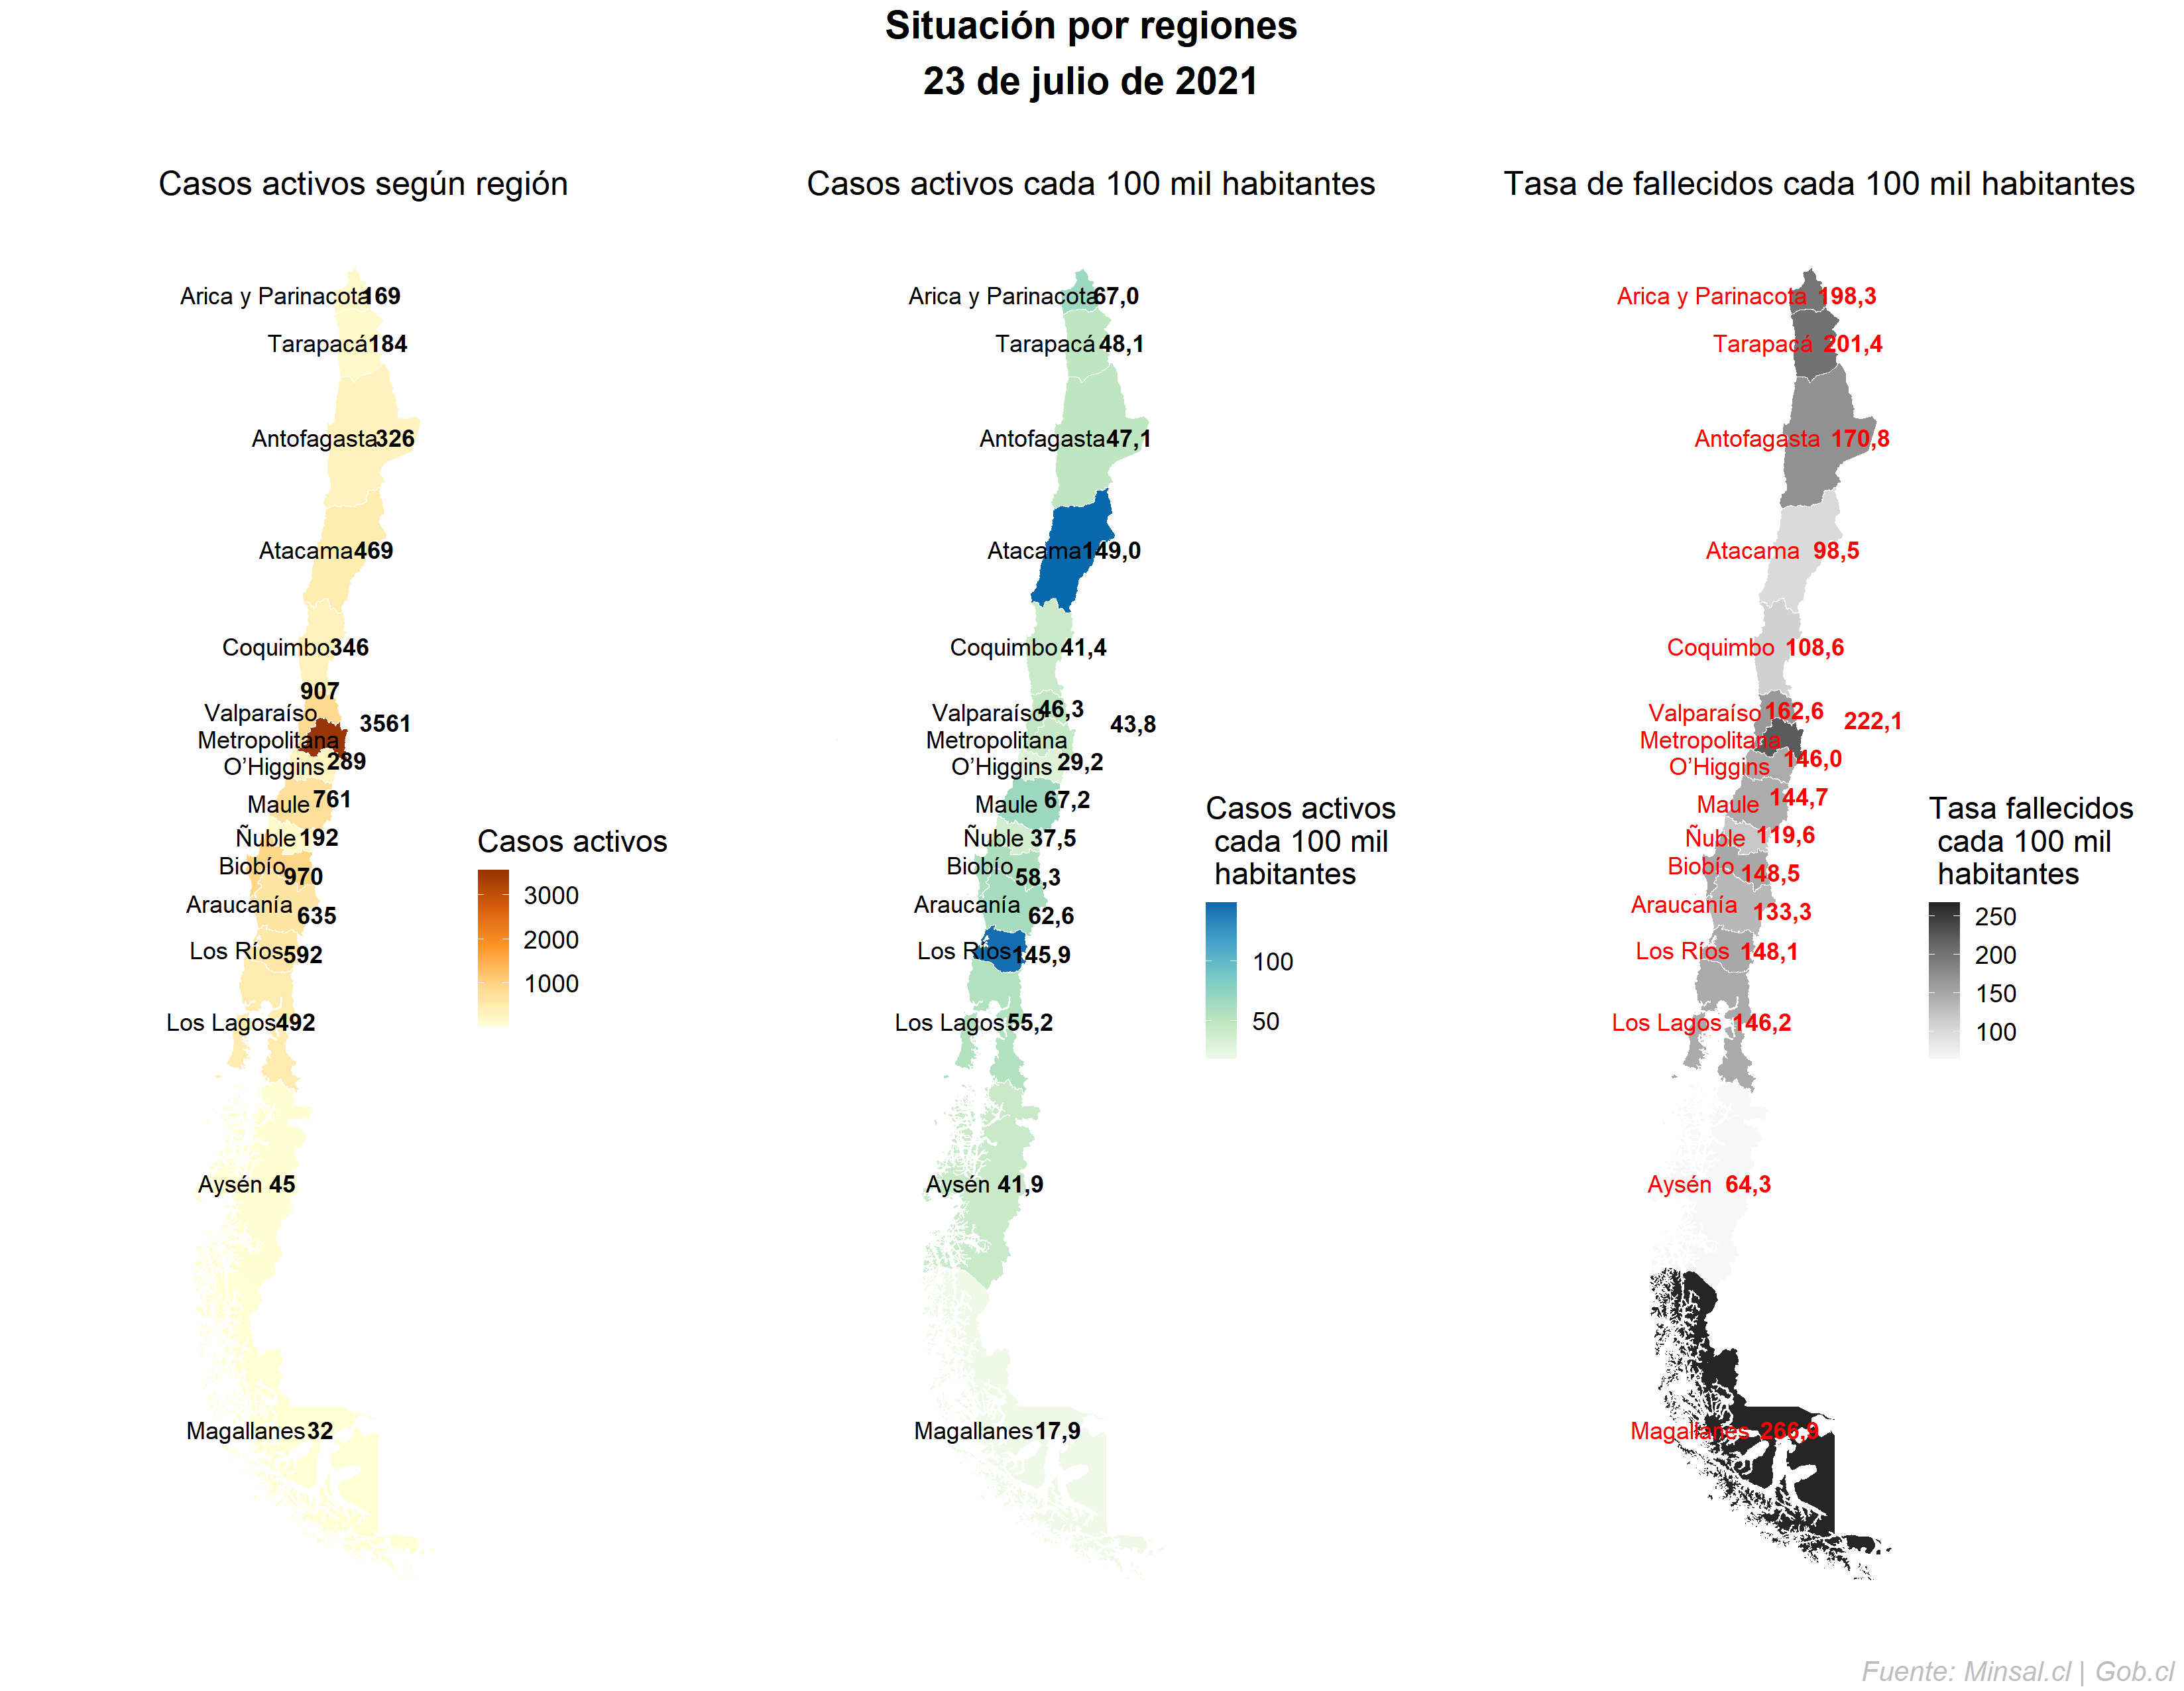 Situación por regiones
23 de julio de 2021
Casos activos según región
Arica y Parinacota 169
Tarapacá 184
Antofagasta 326
Atacama 469
Coquimbo 346
907
Valparaíso
3561
Metropolitana
289
O’Higgins
Maule 761
Ñuble 192
Biobío
970
Araucanía
635
Los Ríos 592
Los Lagos 492
Aysén 45
Magallanes 32
Casos activos
3000
2000
1000
Casos activos cada 100 mil habitantes
Arica y Parinacota 67,0
Tarapacá 48,1
Antofagasta 47,1
Atacama 149,0
Coquimbo 41,4
46,3
Valparaíso
43,8
Metropolitana
29,2
O’Higgins
Maule 67,2
Ñuble 37,5
Biobío
58,3
Araucanía
62,6
Los Ríos 145,9
Los Lagos 55,2
Aysén 41,9
Magallanes 17,9
Casos activos
cada 100 mil
habitantes
100
50
Tasa de fallecidos cada 100 mil habitantes
Arica y Parinacota 198,3
Tarapacá 201,4
Antofagasta 170,8
Atacama 98,5
Coquimbo 108,6
Valparaíso 162,6
222,1
Metropolitana
146,0
O’Higgins
Maule 144,7
Ñuble 119,6
Biobío 148,5
Araucanía 133,3
Los Ríos 148,1
Los Lagos 146,2
Aysén 64,3
Magallanes 266,9
Tasa fallecidos
cada 100 mil
habitantes
250
200
150
100
Fuente: Minsal.cl | Gob.cl